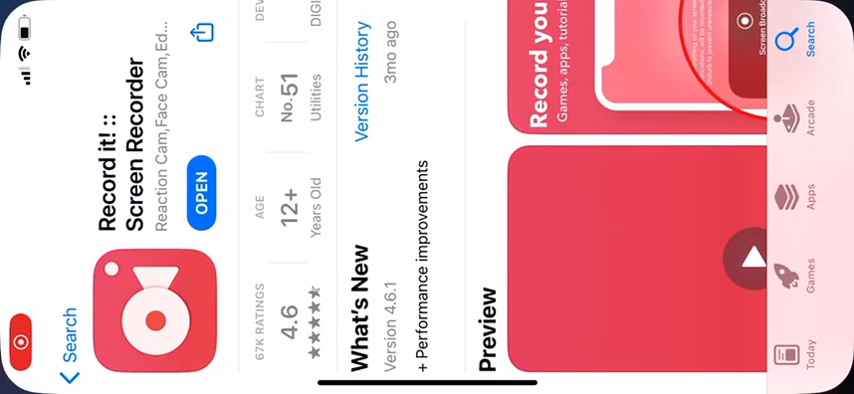 Search
Record it! ::
Screen Recorder
Reaction Cam,Face Cam,Ed...
OPEN
67K RATINGS
4.6
AGE
12+
Years Old
CHART
No.51
Utilities
DEV
DIGI
What's New
Version History
Version 4.6.1
3mo ago
+ Performance improvements
Preview
Record you
Games, apps, tutorial
Screen Broadc
Today
Games
Apps
Arcade
Search